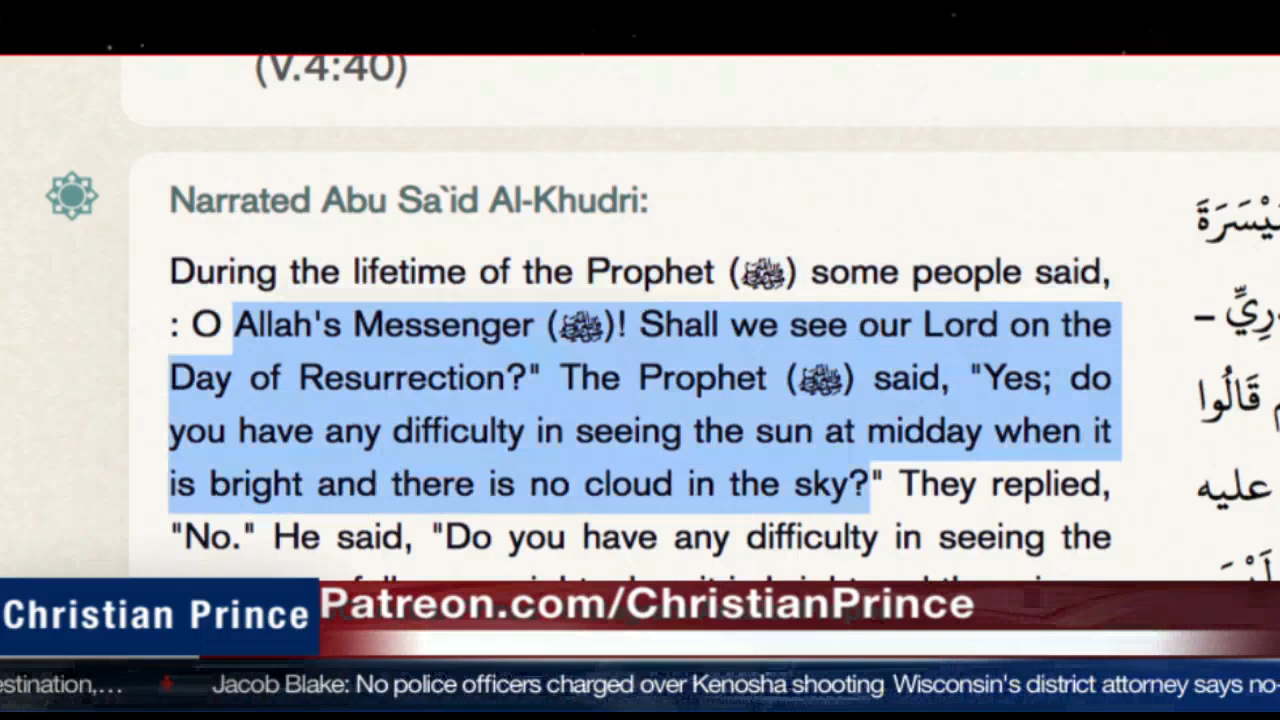 (V.4:40)
Narrated Abu Sa`id Al-Khudri:
During the lifetime of the Prophet (ﷺ) some people said,
: O Allah's Messenger (ﷺ)! Shall we see our Lord on the
Day of Resurrection?" The Prophet (ﷺ) said, "Yes; do
you have any difficulty in seeing the sun at midday when it
is bright and there is no cloud in the sky?" They replied,
"No." He said, "Do you have any difficulty in seeing the
قَالُوا
عليه
Christian Prince
Patreon.com/ChristianPrince
estination,... Jacob Blake: No police officers charged over Kenosha shooting Wisconsin's district attorney says no-